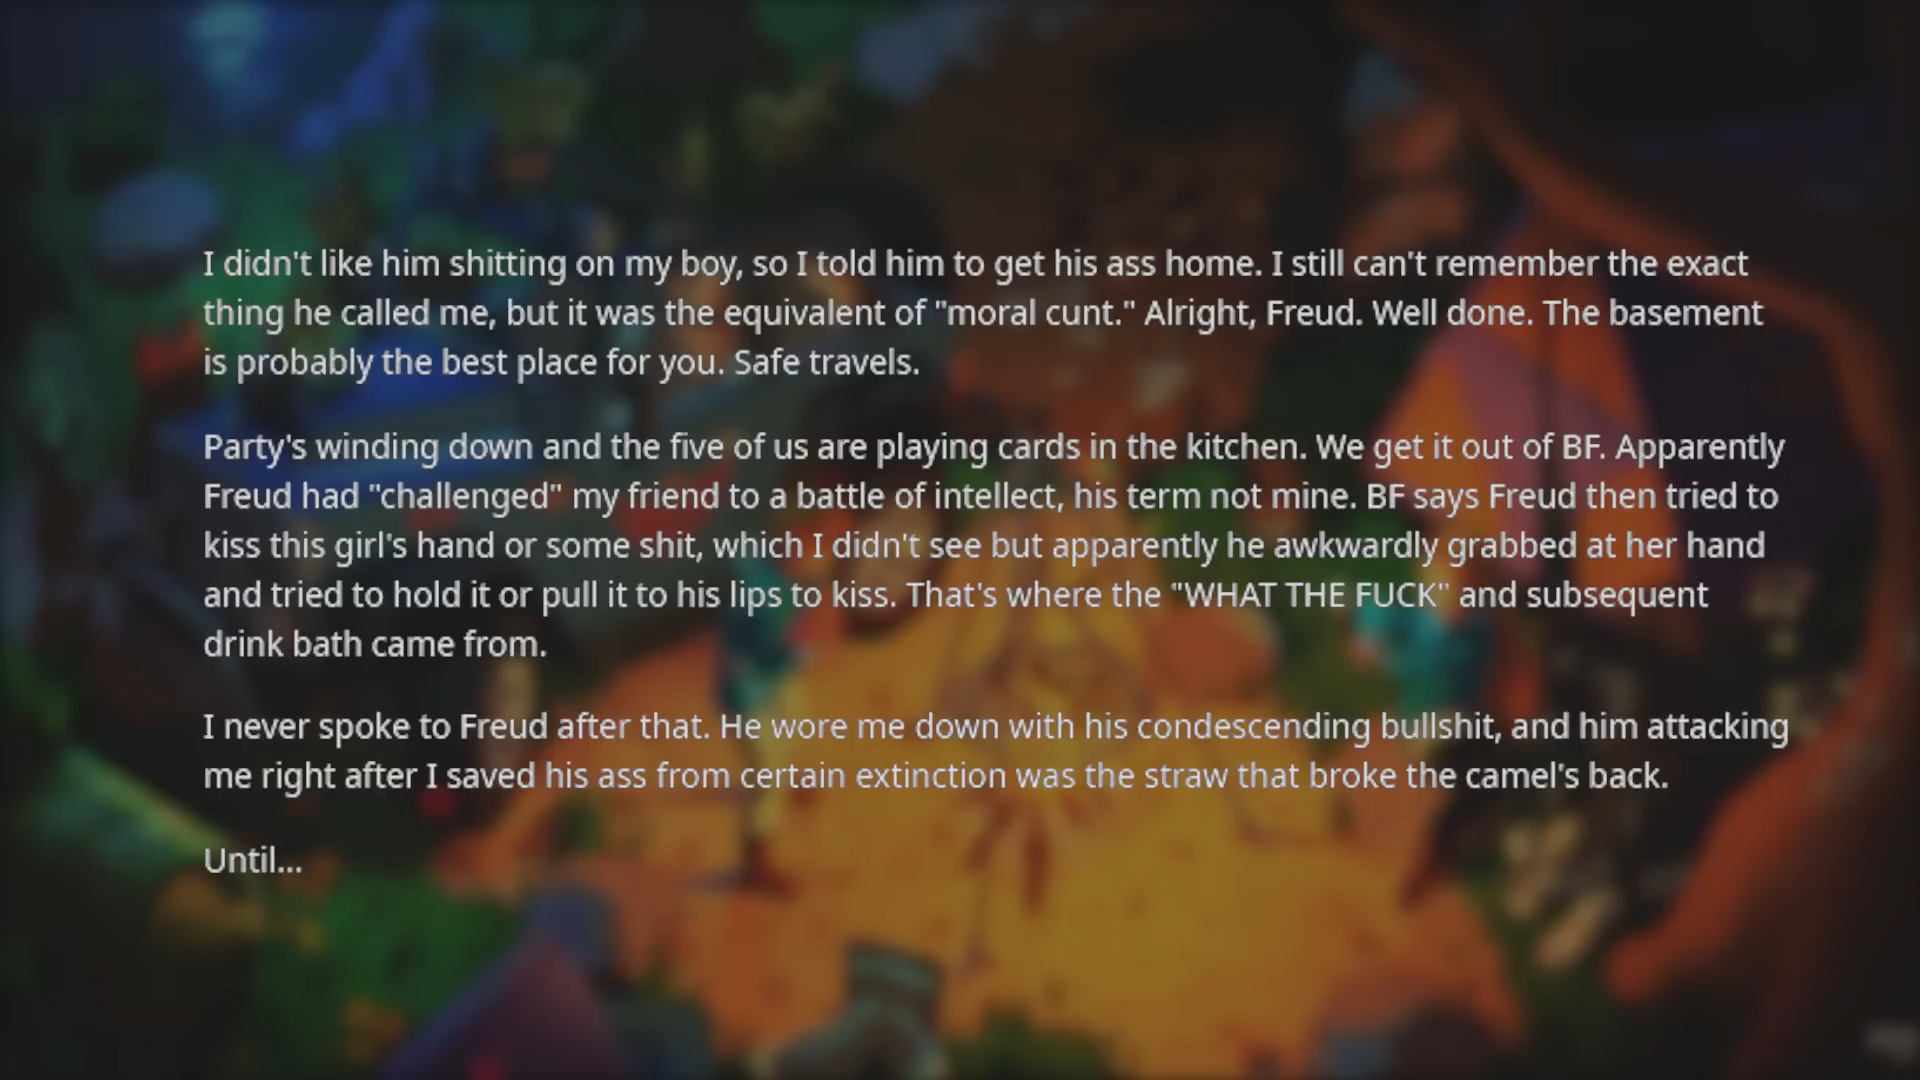 I didn't like him shitting on my boy, so I told him to get his ass home. I still can't remember the exact
thing he called me, but it was the equivalent of "moral cunt." Alright, Freud. Well done. The basement
is probably the best place for you. Safe travels.
Party's winding down and the five of us are playing cards in the kitchen. We get it out of BF. Apparently
Freud had "challenged" my friend to a battle of intellect, his term not mine. BF says Freud then tried to
kiss this girl's hand or some shit, which I didn't see but apparently he awkwardly grabbed at her hand
and tried to hold it or pull it to his lips to kiss. That's where the "WHAT THE FUCK" and subsequent
drink bath came from.
I never spoke to Freud after that. He wore me down with his condescending bullshit, and him attacking
me right after I saved his ass from certain extinction was the straw that broke the camel's back.
Until...